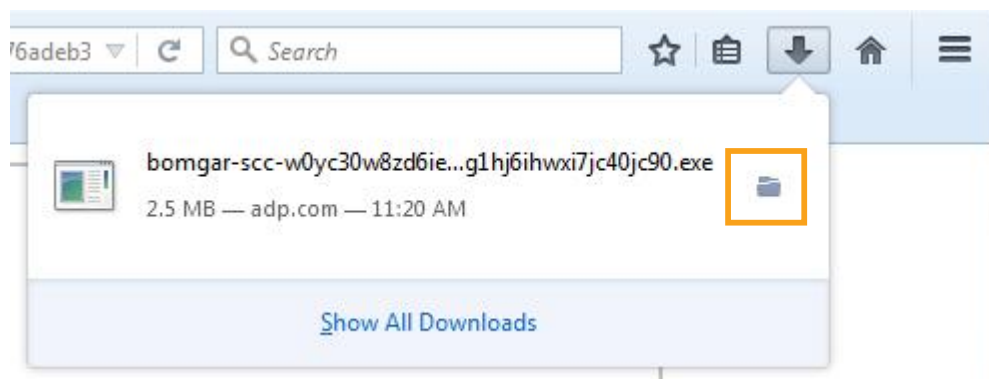 76adeb3
Search
bomgar-scc-w0yc30w8zd6ie...g1hj6ihwxi7jc40jc90.exe
2.5 MB — adp.com — 11:20 AM
Show All Downloads